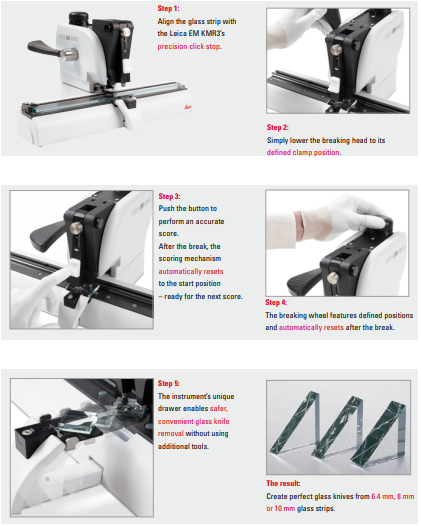 Step 1:
Align the glass strip with
the Leica EM KMR3's
precision click stop.
Step 2:
Simply lower the breaking head to its
defined clamp position.
Step 3:
Push the button to
perform an accurate
score.
After the break, the
scoring mechanism
automatically resets
to the start position
– ready for the next score.
Step 4:
The breaking wheel features defined positions
and automatically resets after the break.
Step 5:
The instrument's unique
drawer enables safer,
convenient glass knife
removal without using
additional tools.
The result:
Create perfect glass knives from 6.4 mm, 8 mm
or 10 mm glass strips.